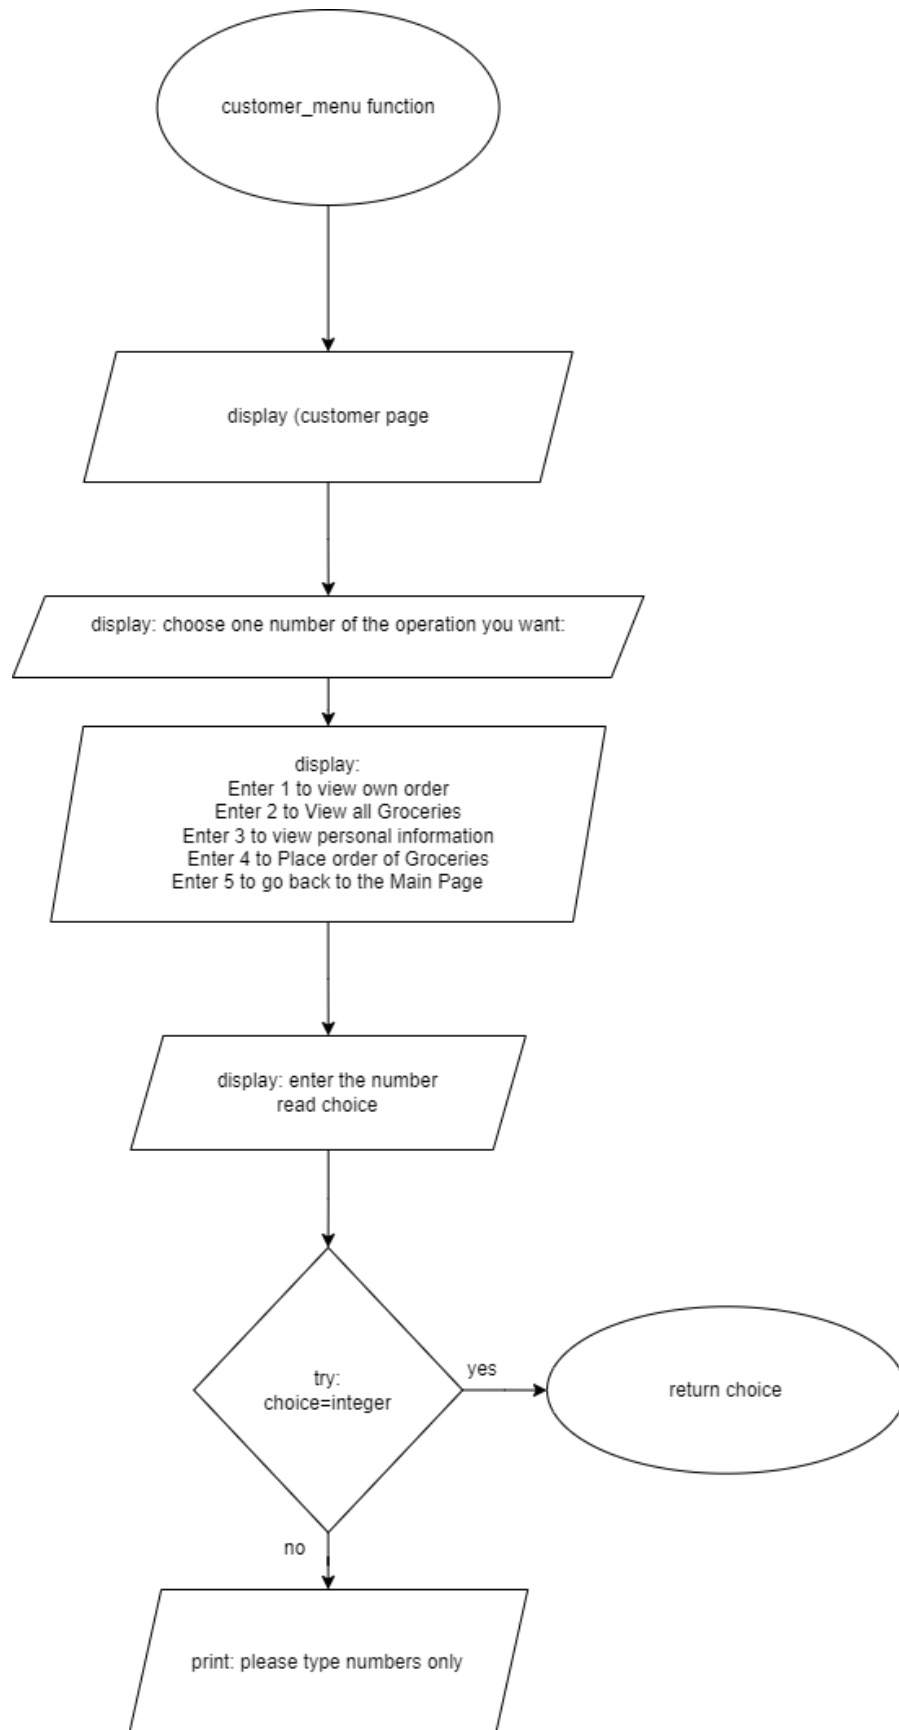 customer_menu function
display (customer page
display: choose one number of the operation you want:
display:
Enter 1 to view own order
Enter 2 to View all Groceries
Enter 3 to view personal information
Enter 4 to Place order of Groceries
Enter 5 to go back to the Main Page
display: enter the number
read choice
try:
choice=integer
yes
return choice
no
print: please type numbers only